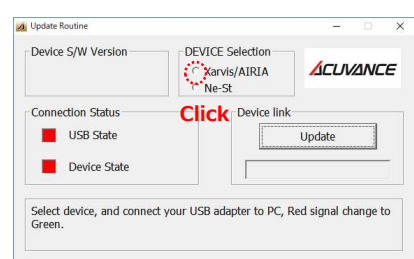 Update Routine
Device S/W Version
DEVICE Selection
Xarvis/AIRIA
Ne-St
ACUVANCE
Connection Status
Click
Device link
USB State
Update
Device State
Select device, and connect your USB adapter to PC, Red signal change to
Green.